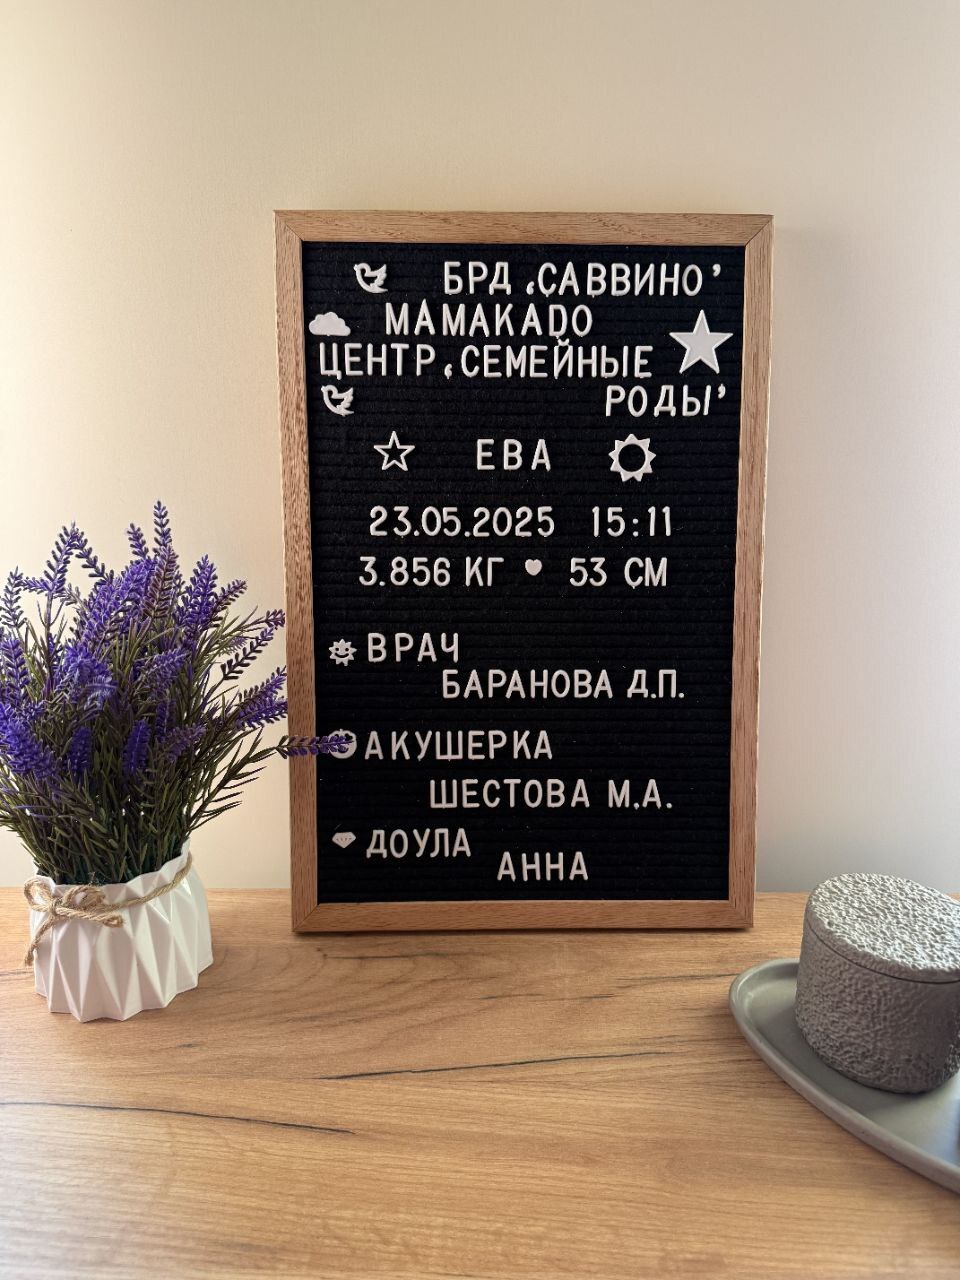 БРД ‚САВВИНО’
МАМАKADO
ЦЕНТР ‚СЕМЕЙНЫЕ
РОДЫ’
ЕВА
23.05.2025 15:11
3.856 КГ 53 СМ
ВРАЧ
БАРАНОВА Д.П.
АКУШЕРКА
ШЕСТОВА М.А.
ДОУЛА
АННА